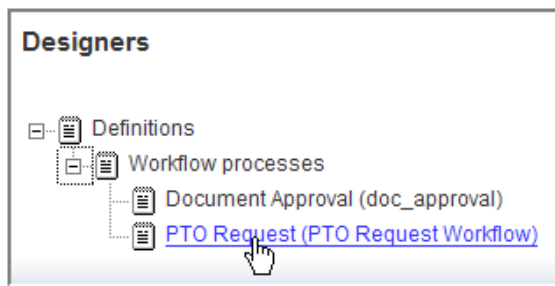 Designers
Definitions
Workflow processes
Document Approval (doc_approval)
PTO Request (PTO Request Workflow)